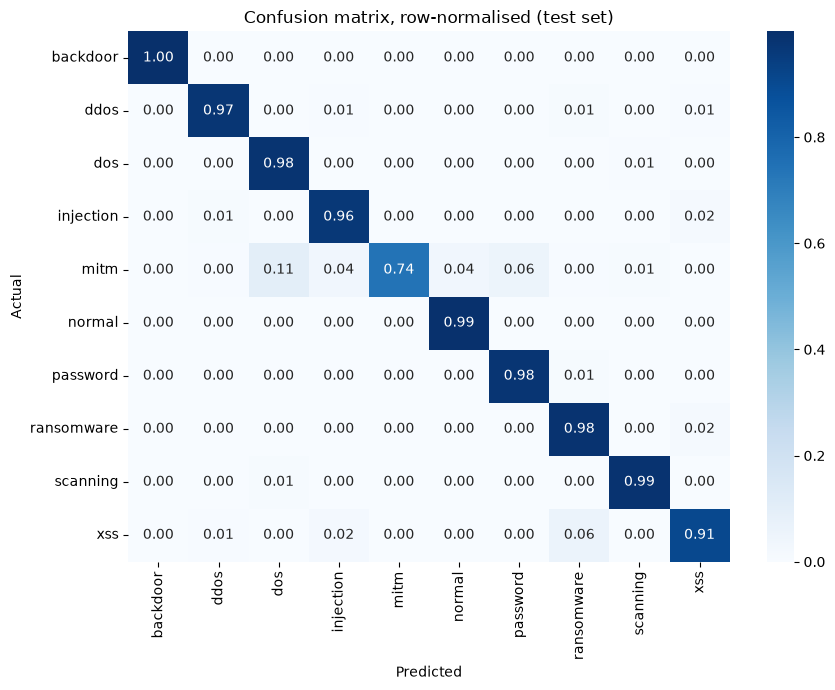 Confusion matrix, row-normalised (test set)
backdoor 1.00 0.00 0.00 0.00 0.00 0.00 0.00 0.00 0.00 0.00
ddos 0.00 0.97 0.00 0.01 0.00 0.00 0.00 0.01 0.00 0.01
dos 0.00 0.00 0.98 0.00 0.00 0.00 0.00 0.00 0.01 0.00
injection 0.00 0.01 0.00 0.96 0.00 0.00 0.00 0.00 0.00 0.02
mitm 0.00 0.00 0.11 0.04 0.74 0.04 0.06 0.00 0.01 0.00
normal 0.00 0.00 0.00 0.00 0.00 0.99 0.00 0.00 0.00 0.00
password 0.00 0.00 0.00 0.00 0.00 0.00 0.98 0.01 0.00 0.00
ransomware 0.00 0.00 0.00 0.00 0.00 0.00 0.00 0.98 0.00 0.02
scanning 0.00 0.00 0.01 0.00 0.00 0.00 0.00 0.00 0.99 0.00
xss 0.00 0.01 0.02 0.00 0.00 0.00 0.06 0.00 0.91
backdoor ddos dos injection mitm normal password ransomware scanning xss
Predicted
Actual
0.8
0.6
0.4
0.2
0.0